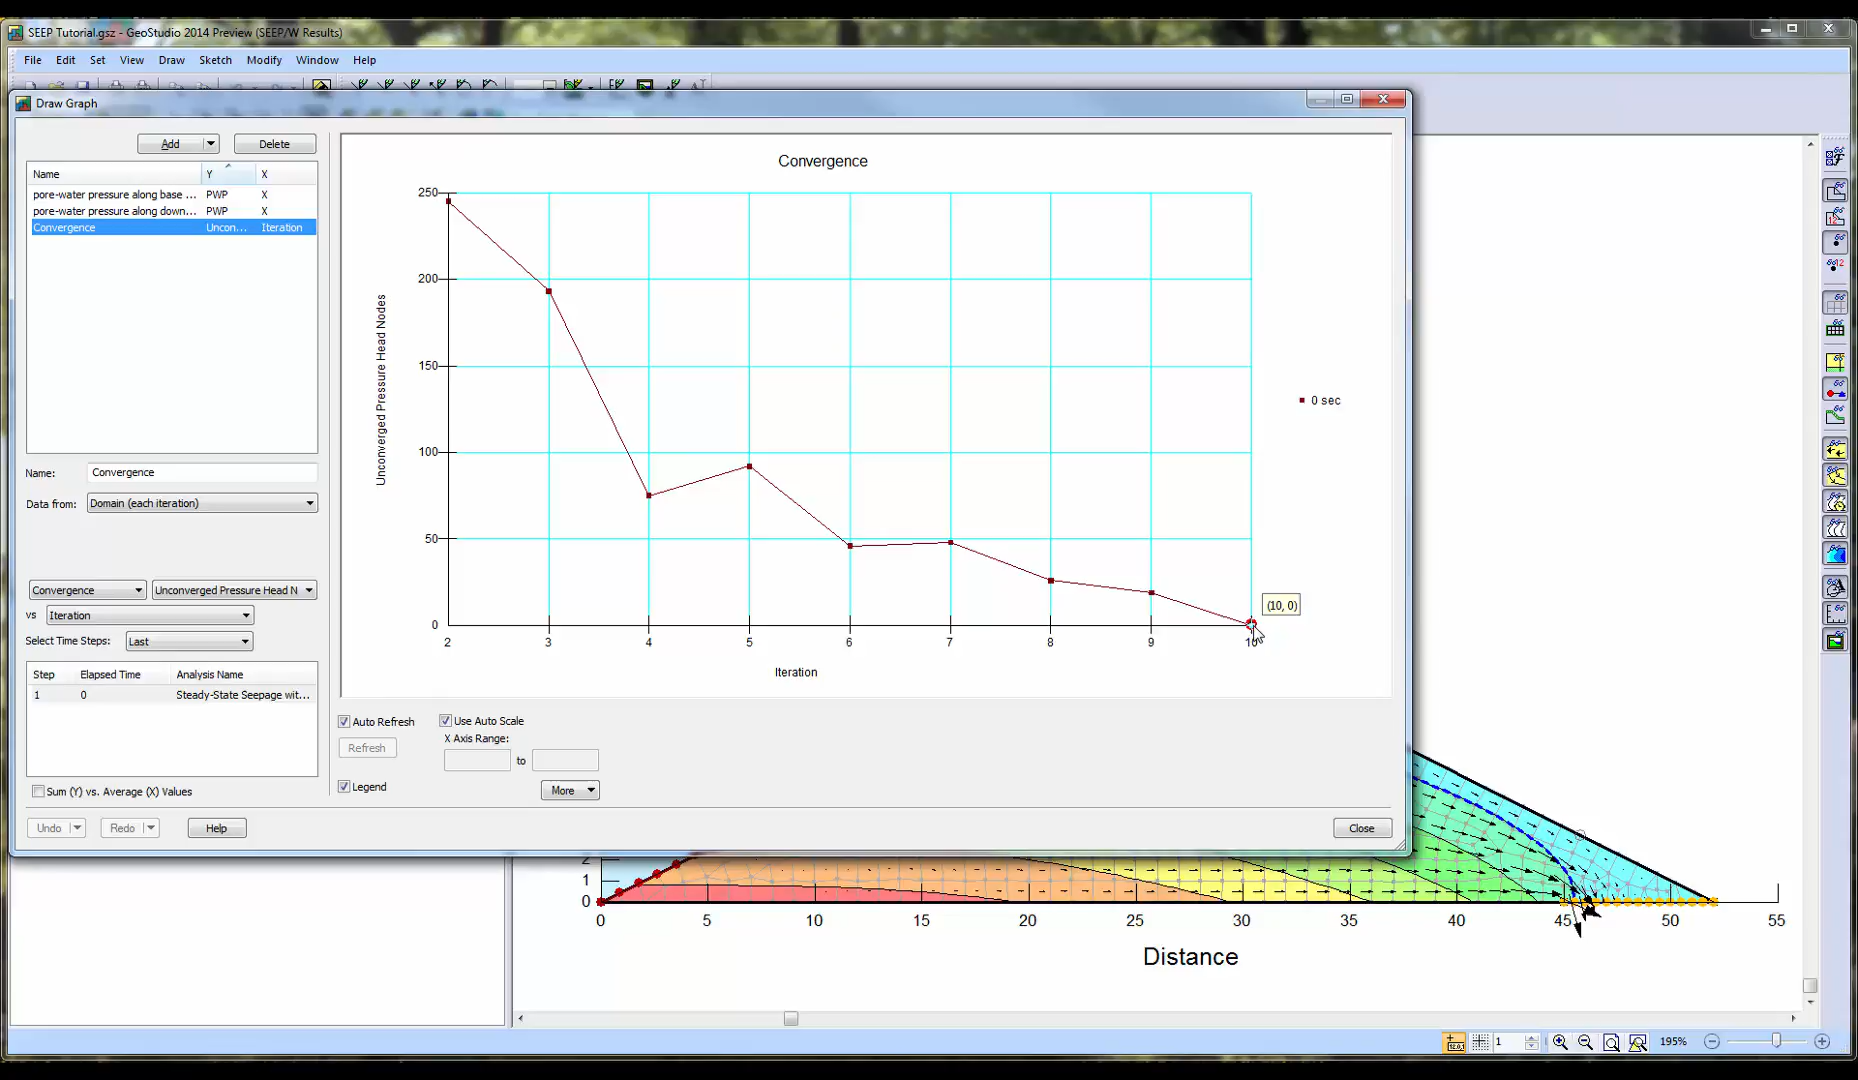 SEEP Tutorial.gsz - GeoStudio 2014 Preview (SEEP/W Results)
File Edit Set View Draw Sketch Modify Window Help
Draw Graph
Add Delete
Name Y X
pore-water pressure along base ... PWP X
pore-water pressure along down... PWP X
Convergence Uncon... Iteration
Name: Convergence
Data from: Domain (each iteration)
Convergence Unconverged Pressure Head N
vs Iteration
Select Time Steps: Last
Step Elapsed Time Analysis Name
1 0 Steady-State Seepage wit...
Sum (Y) vs. Average (X) Values
Undo Redo Help
Convergence
Unconverged Pressure Head Nodes
250
200
150
100
50
0
2 3 4 5 6 7 8 9 10
Iteration
0 sec
(10, 0)
Auto Refresh Use Auto Scale
Refresh
X Axis Range:
to
Legend
More
Close
2
1
0
0 5 10 15 20 25 30 35 40 45 50 55
Distance
1 195%